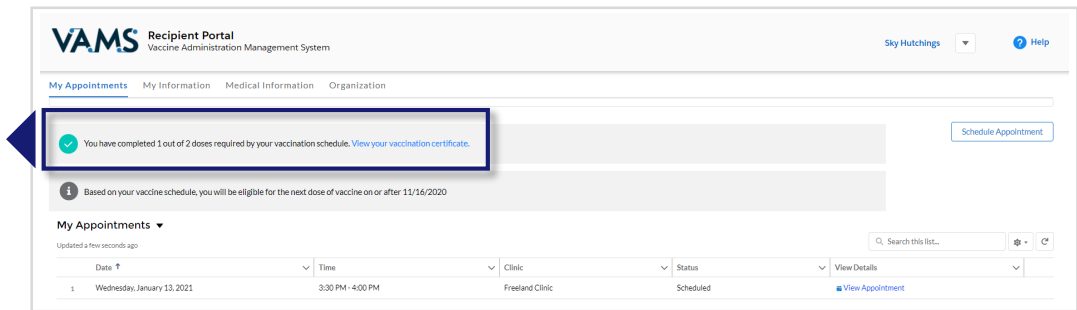 VAMS Recipient Portal
Vaccine Administration Management System
Sky Hutchings
? Help
My Appointments My Information Medical Information Organization
Schedule Appointment
You have completed 1 out of 2 doses required by your vaccination schedule. View your vaccination certificate.
i Based on your vaccine schedule, you will be eligible for the next dose of vaccine on or after 11/16/2020
My Appointments
Updated a few seconds ago
Search this list...
Date ↑ Time Clinic Status View Details
1 Wednesday, January 13, 2021 3:30 PM - 4:00 PM Freeland Clinic Scheduled View Appointment